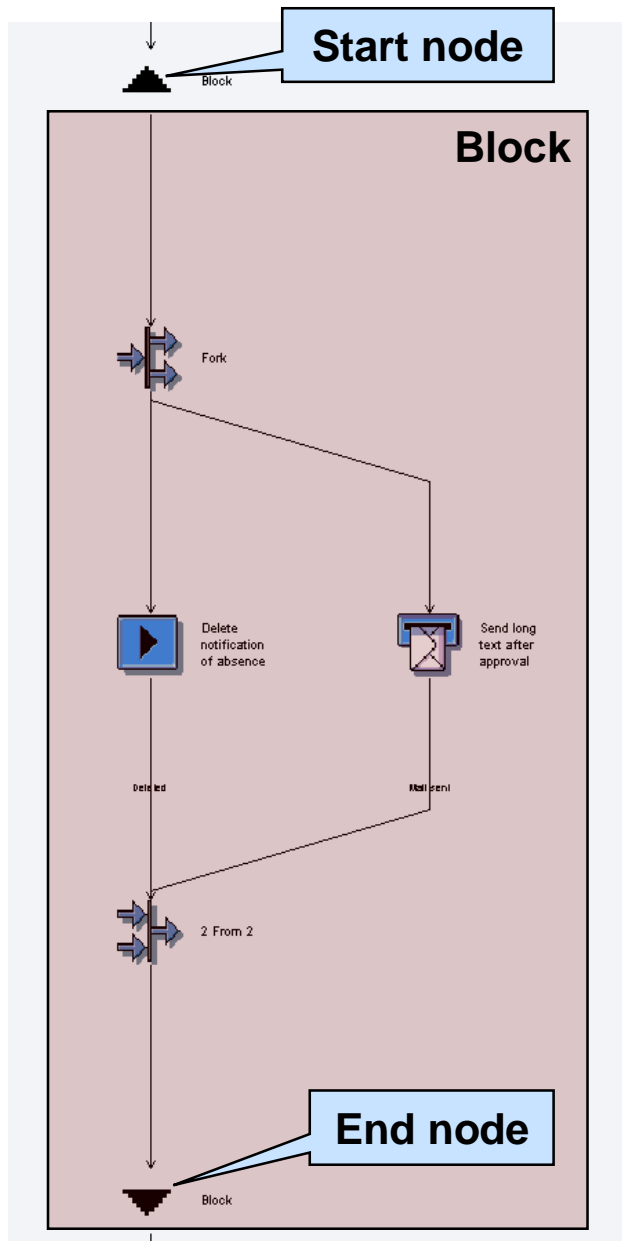 Start node
Block
Block
Fork
Delete
notification
of absence
Send long
text after
approval
Deleted
Mail sent
2 From 2
End node
Block